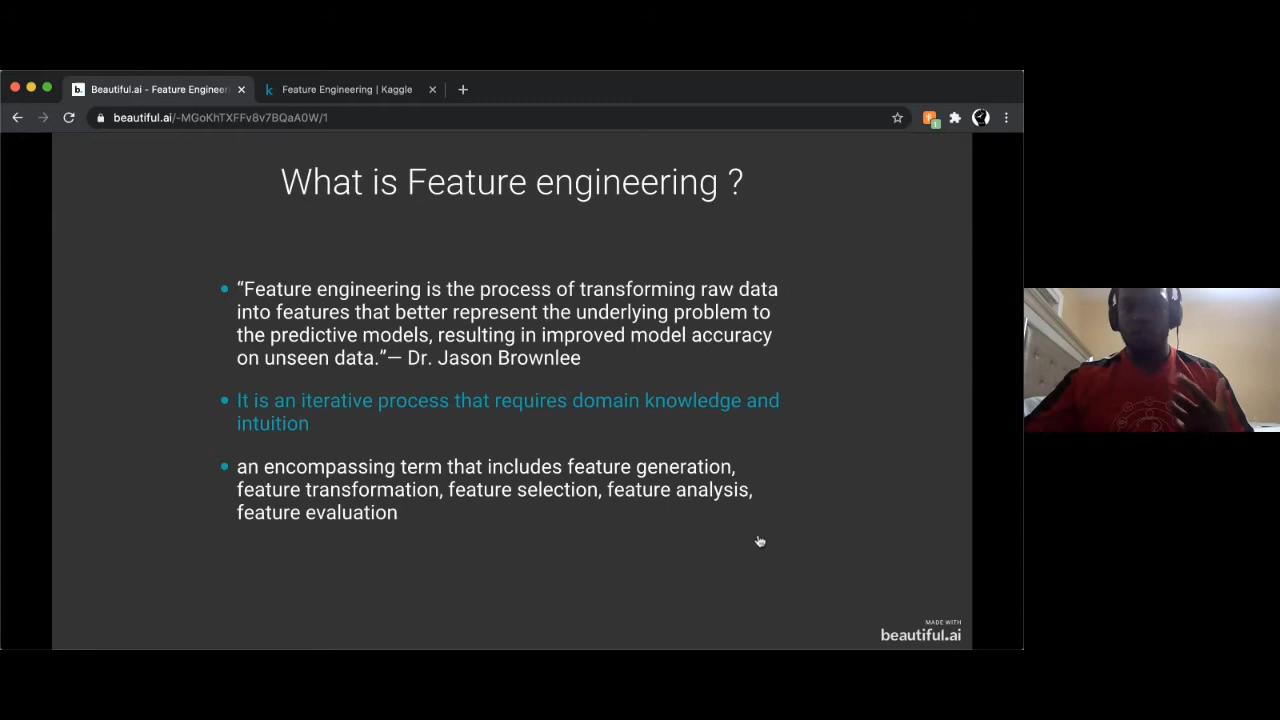 b. Beautiful.ai - Feature Engineer
k Feature Engineering | Kaggle
beautiful.ai/-MGoKhTXFFv8v7BQaA0W/1
What is Feature engineering ?
“Feature engineering is the process of transforming raw data
into features that better represent the underlying problem to
the predictive models, resulting in improved model accuracy
on unseen data.”— Dr. Jason Brownlee
It is an iterative process that requires domain knowledge and
intuition
an encompassing term that includes feature generation,
feature transformation, feature selection, feature analysis,
feature evaluation
MADE WITH
beautiful.ai